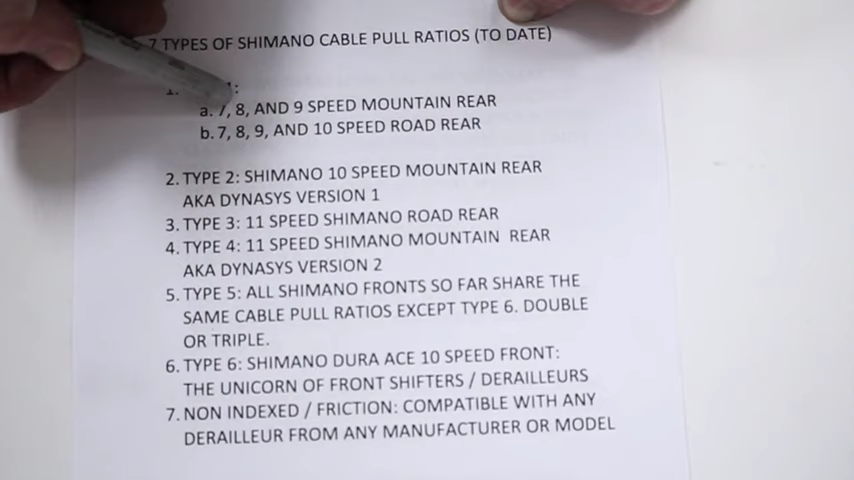 7 TYPES OF SHIMANO CABLE PULL RATIOS (TO DATE)
1. 1:
a. 7, 8, AND 9 SPEED MOUNTAIN REAR
b. 7, 8, 9, AND 10 SPEED ROAD REAR
2. TYPE 2: SHIMANO 10 SPEED MOUNTAIN REAR
AKA DYNASYS VERSION 1
3. TYPE 3: 11 SPEED SHIMANO ROAD REAR
4. TYPE 4: 11 SPEED SHIMANO MOUNTAIN REAR
AKA DYNASYS VERSION 2
5. TYPE 5: ALL SHIMANO FRONTS SO FAR SHARE THE
SAME CABLE PULL RATIOS EXCEPT TYPE 6. DOUBLE
OR TRIPLE.
6. TYPE 6: SHIMANO DURA ACE 10 SPEED FRONT:
THE UNICORN OF FRONT SHIFTERS / DERAILLEURS
7. NON INDEXED / FRICTION: COMPATIBLE WITH ANY
DERAILLEUR FROM ANY MANUFACTURER OR MODEL